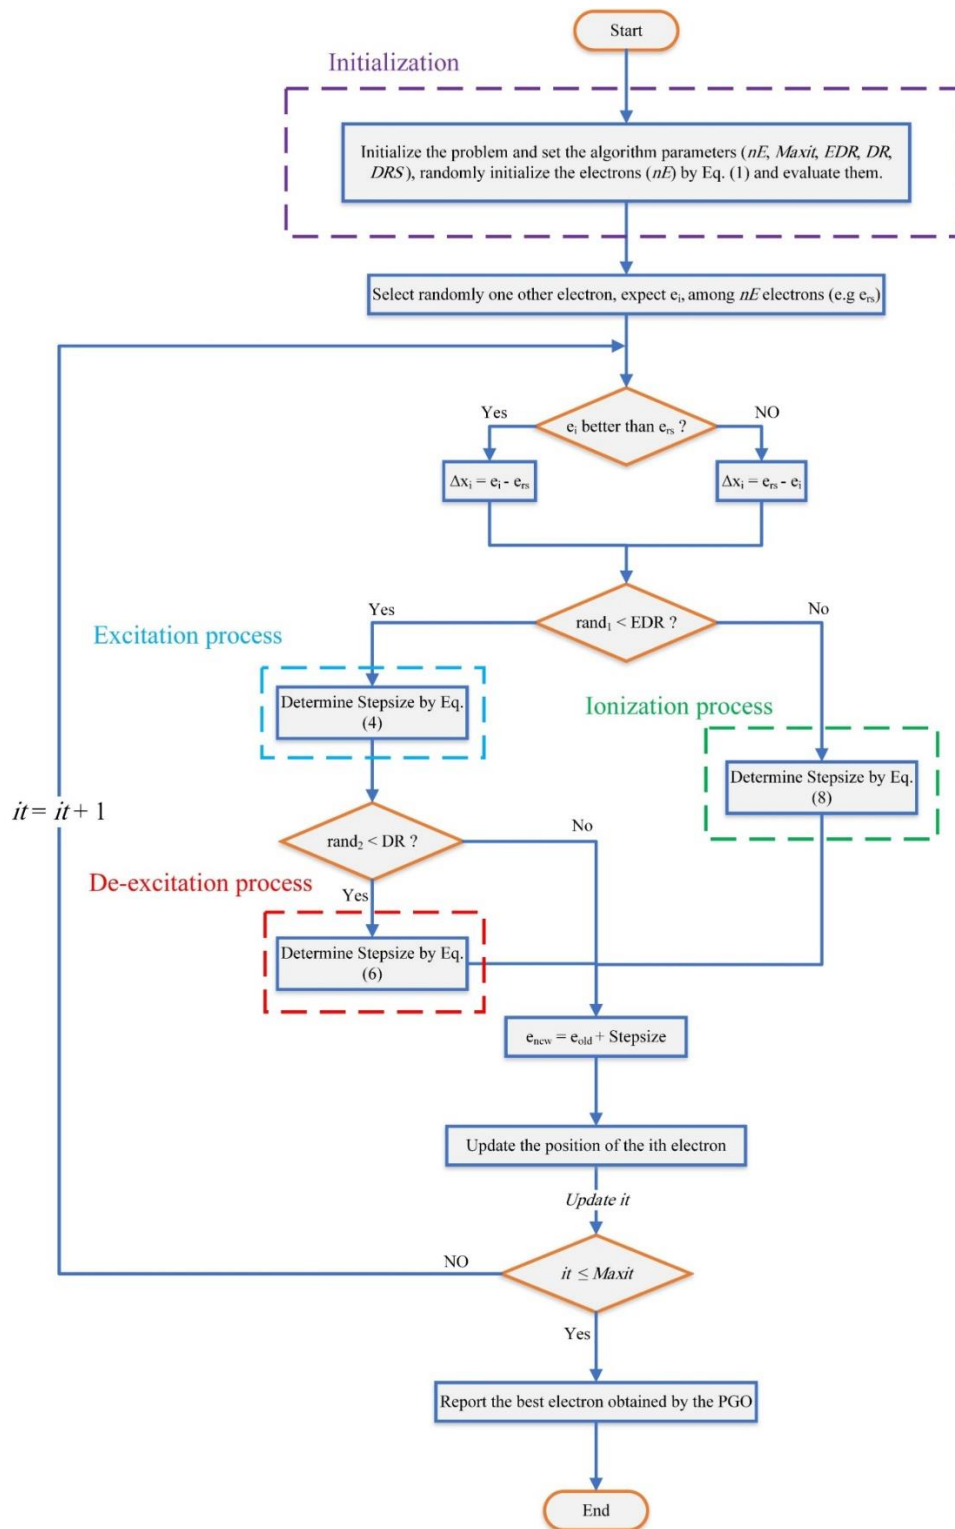 Start
Initialization
Initialize the problem and set the algorithm parameters (nE, Maxit, EDR, DR,
DRS), randomly initialize the electrons (nE) by Eq. (1) and evaluate them.
Select randomly one other electron, expect eᵢ, among nE electrons (e.g eᵣₛ)
Yes
eᵢ better than eᵣₛ ?
NO
Δxᵢ = eᵢ - eᵣₛ
Δxᵢ = eᵣₛ - eᵢ
Yes
rand₁ < EDR ?
No
Excitation process
Determine Stepsize by Eq.
(4)
Ionization process
Determine Stepsize by Eq.
(8)
it = it + 1
rand₂ < DR ?
No
De-excitation process
Yes
Determine Stepsize by Eq.
(6)
e_new = e_old + Stepsize
Update the position of the ith electron
Update it
NO
it ≤ Maxit
Yes
Report the best electron obtained by the PGO
End